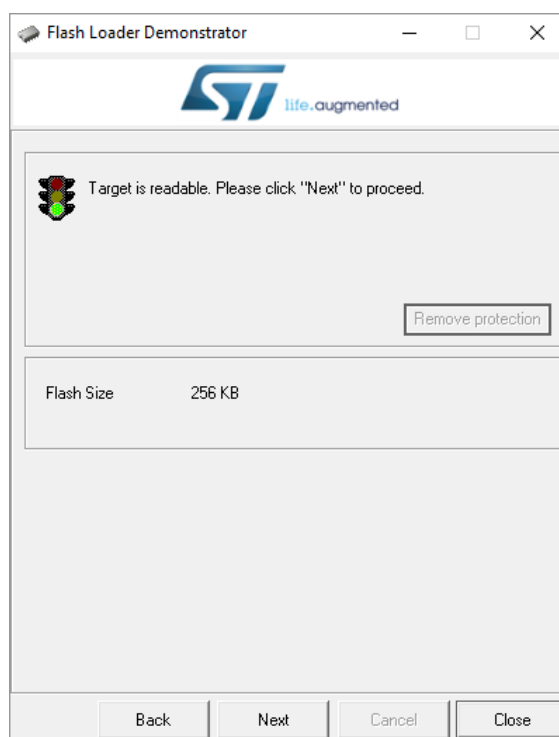 Flash Loader Demonstrator
ST
life.augmented
Target is readable. Please click "Next" to proceed.
Remove protection
Flash Size 256 KB
Back Next Cancel Close